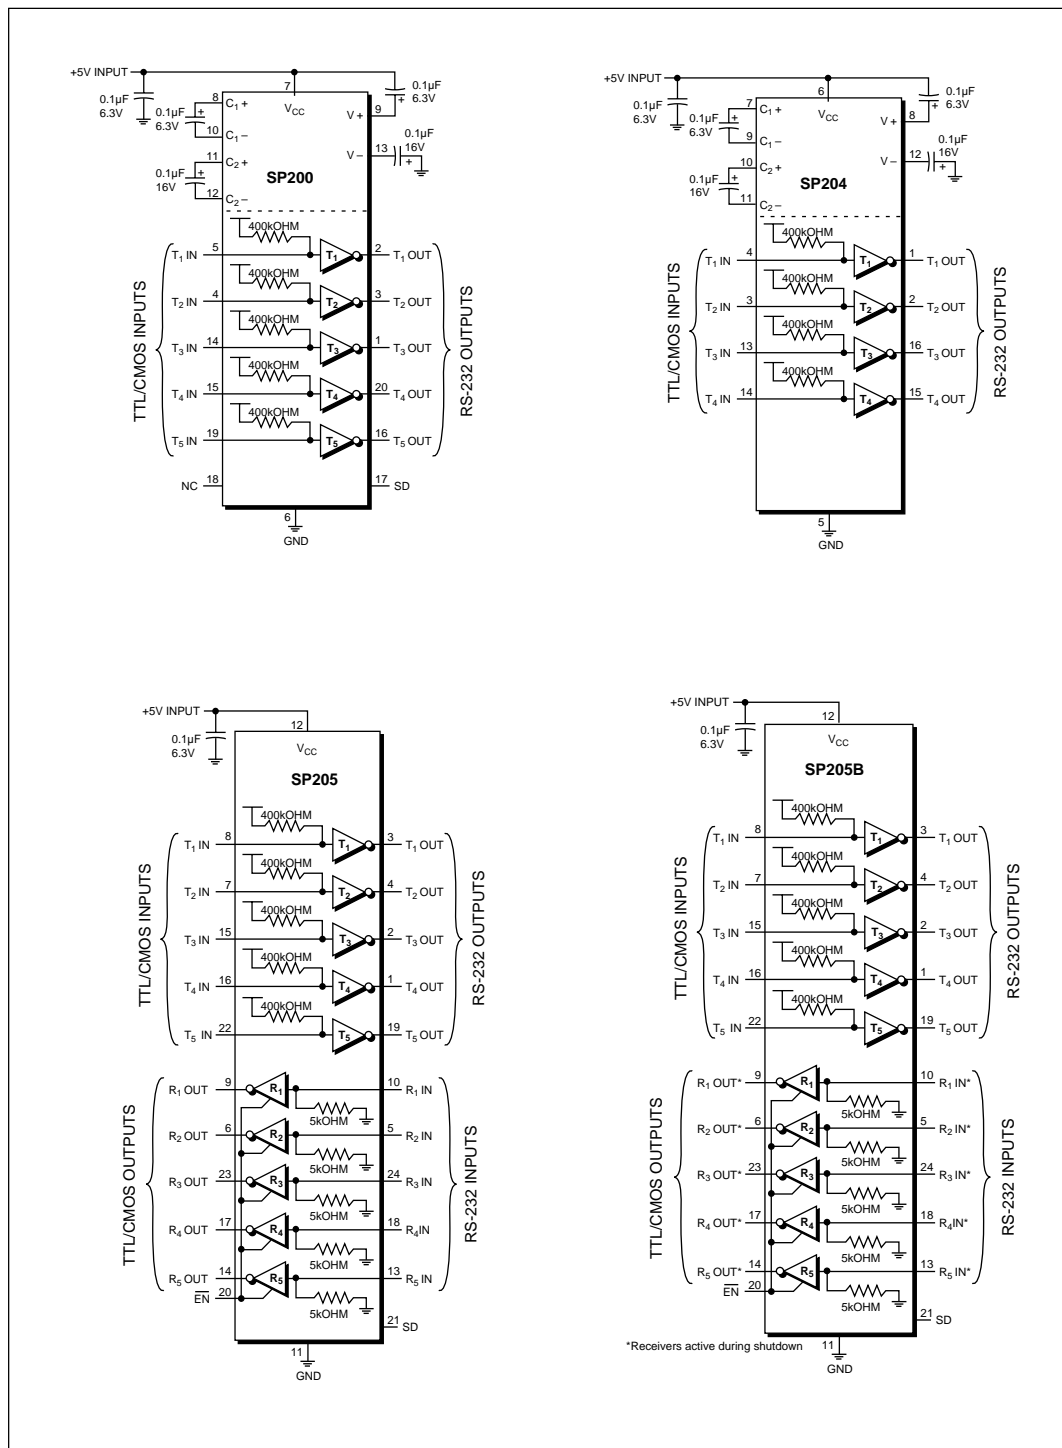 +5V INPUT
0.1µF
6.3V
7
VCC
0.1µF
6.3V
0.1µF
6.3V
8
C1 +
10
C1 –
V +
9
0.1µF
16V
11
C2 +
12
C2 –
V –
13
0.1µF
16V
SP200
TTL/CMOS INPUTS
RS-232 OUTPUTS
400kOHM
T1 IN
5
T1
2
T1 OUT
400kOHM
T2 IN
4
T2
3
T2 OUT
400kOHM
T3 IN
14
T3
1
T3 OUT
400kOHM
T4 IN
15
T4
20
T4 OUT
400kOHM
T5 IN
19
T5
16
T5 OUT
NC
18
17
SD
6
GND
+5V INPUT
0.1µF
6.3V
6
VCC
0.1µF
6.3V
0.1µF
6.3V
7
C1 +
9
C1 –
V +
8
0.1µF
16V
10
C2 +
11
C2 –
V –
12
0.1µF
16V
SP204
TTL/CMOS INPUTS
RS-232 OUTPUTS
400kOHM
T1 IN
4
T1
1
T1 OUT
400kOHM
T2 IN
3
T2
2
T2 OUT
400kOHM
T3 IN
13
T3
16
T3 OUT
400kOHM
T4 IN
14
T4
15
T4 OUT
5
GND
+5V INPUT
0.1µF
6.3V
12
VCC
SP205
TTL/CMOS INPUTS
RS-232 OUTPUTS
400kOHM
T1 IN
8
T1
3
T1 OUT
400kOHM
T2 IN
7
T2
4
T2 OUT
400kOHM
T3 IN
15
T3
2
T3 OUT
400kOHM
T4 IN
16
T4
1
T4 OUT
400kOHM
T5 IN
22
T5
19
T5 OUT
TTL/CMOS OUTPUTS
RS-232 INPUTS
R1 OUT
9
R1
10
R1 IN
5kOHM
R2 OUT
6
R2
5
R2 IN
5kOHM
R3 OUT
23
R3
24
R3 IN
5kOHM
R4 OUT
17
R4
18
R4IN
5kOHM
R5 OUT
14
R5
13
R5 IN
5kOHM
EN
20
21
SD
11
GND
+5V INPUT
0.1µF
6.3V
12
VCC
SP205B
TTL/CMOS INPUTS
RS-232 OUTPUTS
400kOHM
T1 IN
8
T1
3
T1 OUT
400kOHM
T2 IN
7
T2
4
T2 OUT
400kOHM
T3 IN
15
T3
2
T3 OUT
400kOHM
T4 IN
16
T4
1
T4 OUT
400kOHM
T5 IN
22
T5
19
T5 OUT
TTL/CMOS OUTPUTS
RS-232 INPUTS
R1 OUT*
9
R1
10
R1 IN*
5kOHM
R2 OUT*
6
R2
5
R2 IN*
5kOHM
R3 OUT*
23
R3
24
R3 IN*
5kOHM
R4 OUT*
17
R4
18
R4IN*
5kOHM
R5 OUT*
14
R5
13
R5 IN*
5kOHM
EN
20
21
SD
*Receivers active during shutdown
11
GND